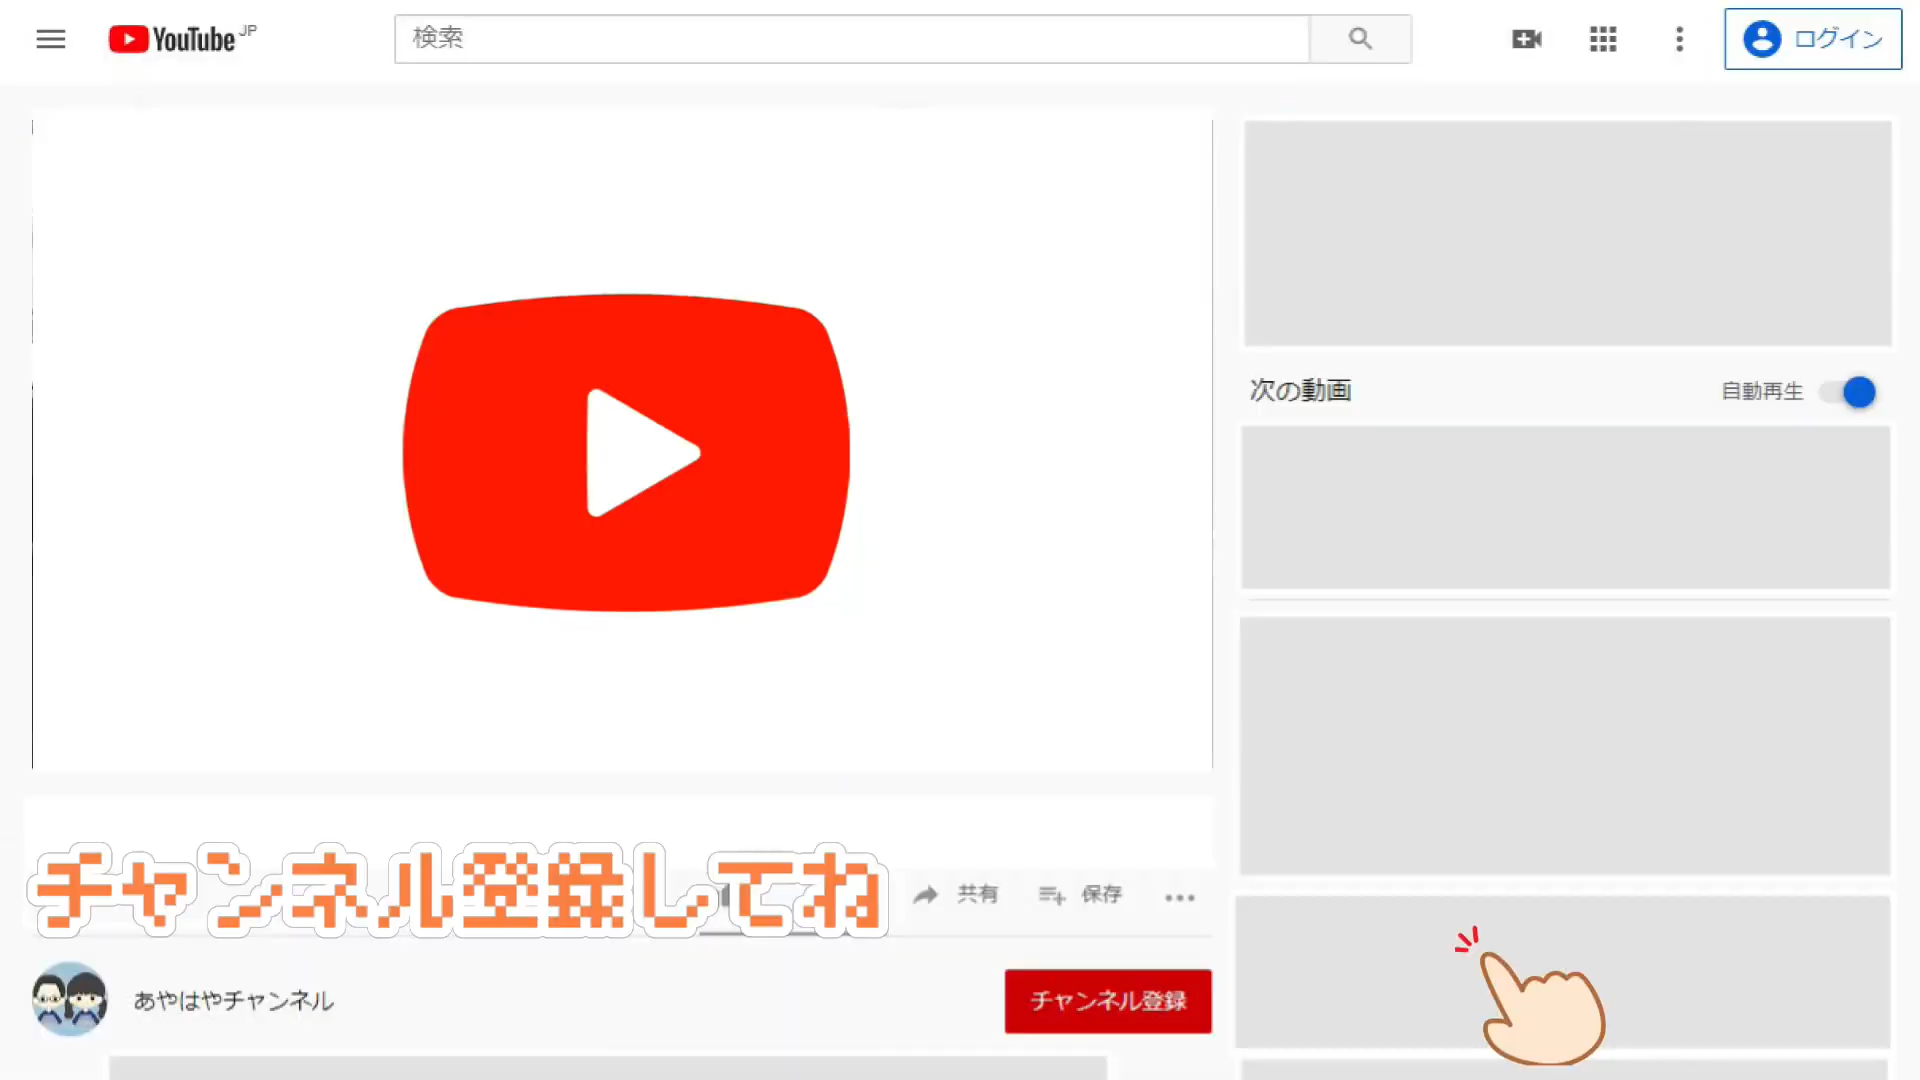 YouTube JP
検索
ログイン
次の動画
自動再生
チャンネル登録してね
共有
保存
あやはやチャンネル
チャンネル登録